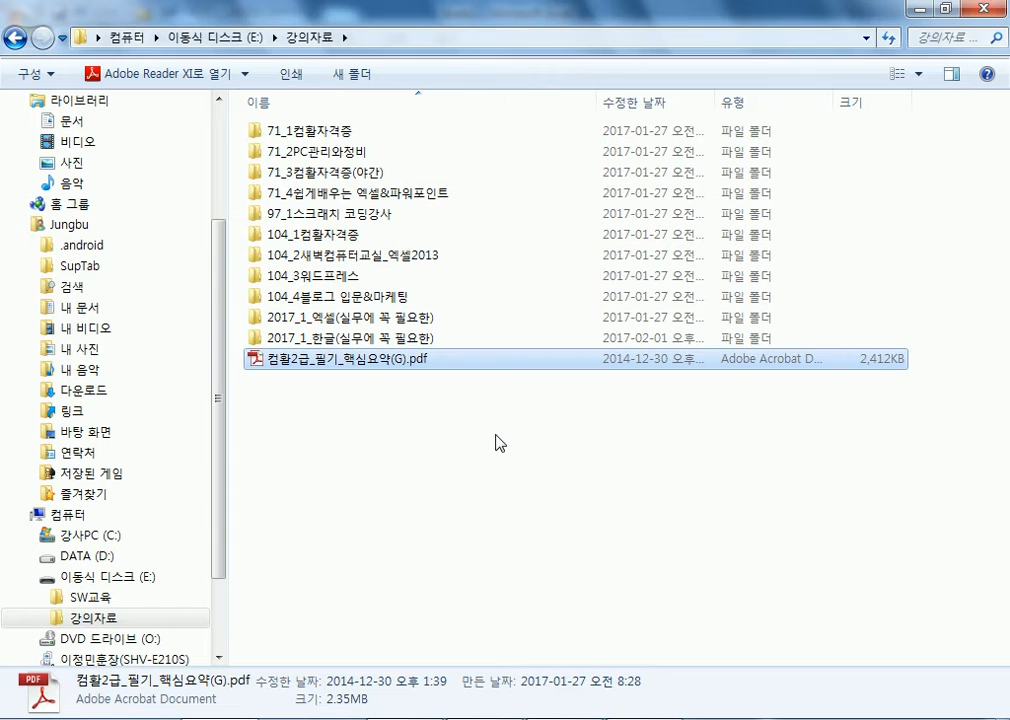 컴퓨터 ▸ 이동식 디스크 (E:) ▸ 강의자료 ▸
강의자료 ...
구성 Adobe Reader XI로 열기 인쇄 새 폴더
라이브러리
문서
비디오
사진
음악
홈 그룹
Jungbu
.android
SupTab
검색
내 문서
내 비디오
내 사진
내 음악
다운로드
링크
바탕 화면
연락처
저장된 게임
즐겨찾기
컴퓨터
강사PC (C:)
DATA (D:)
이동식 디스크 (E:)
SW교육
강의자료
DVD 드라이브 (O:)
이정민훈장(SHV-E210S)
이름 수정한 날짜 유형 크기
71_1컴활자격증 2017-01-27 오전... 파일 폴더
71_2PC관리와정비 2017-01-27 오전... 파일 폴더
71_3컴활자격증(야간) 2017-01-27 오전... 파일 폴더
71_4쉽게배우는 엑셀&파워포인트 2017-01-27 오전... 파일 폴더
97_1스크래치 코딩강사 2017-01-27 오전... 파일 폴더
104_1컴활자격증 2017-01-27 오전... 파일 폴더
104_2새벽컴퓨터교실_엑셀2013 2017-01-27 오전... 파일 폴더
104_3워드프레스 2017-01-27 오전... 파일 폴더
104_4블로그 입문&마케팅 2017-01-27 오전... 파일 폴더
2017_1_엑셀(실무에 꼭 필요한) 2017-01-27 오전... 파일 폴더
2017_1_한글(실무에 꼭 필요한) 2017-02-01 오전... 파일 폴더
컴활2급_필기_핵심요약(G).pdf 2014-12-30 오후... Adobe Acrobat D... 2,412KB
컴활2급_필기_핵심요약(G).pdf 수정한 날짜: 2014-12-30 오후 1:39 만든 날짜: 2017-01-27 오전 8:28
Adobe Acrobat Document 크기: 2.35MB
PDF